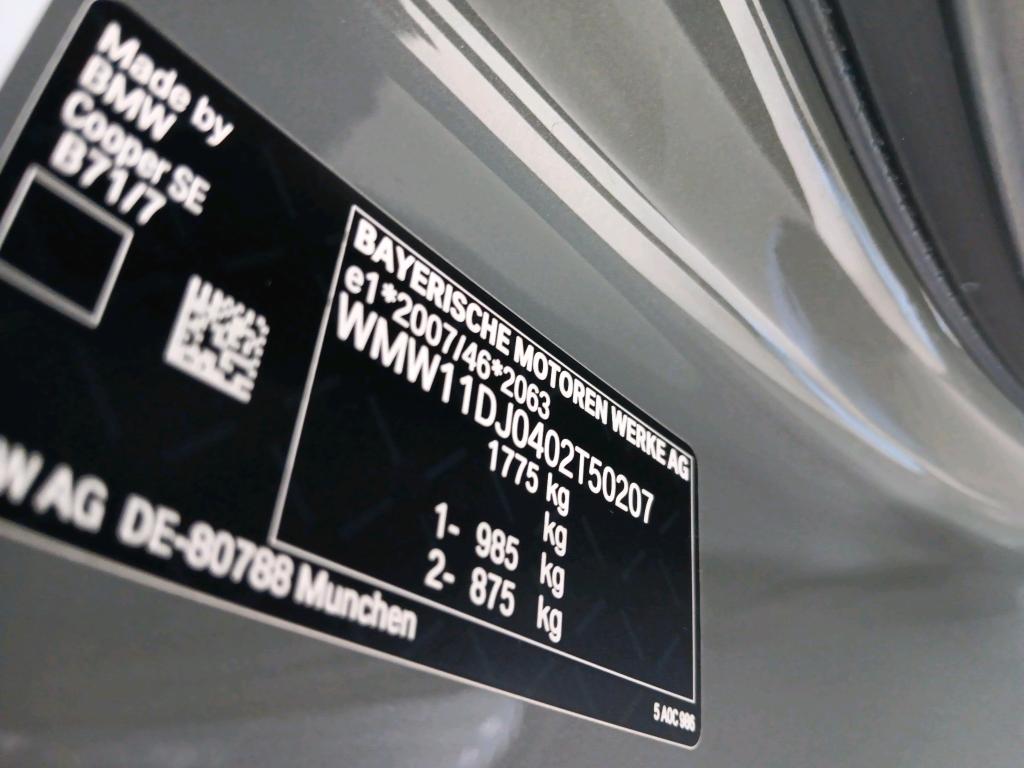 Made by
BMW
Cooper SE
B71/7
BAYERISCHE MOTOREN WERKE AG
e1*2007/46*2063
WMW11DJ0402T50207
1775 kg
kg
1- 985 kg
2- 875 kg
W AG DE-80788 Munchen
5 A0C 986